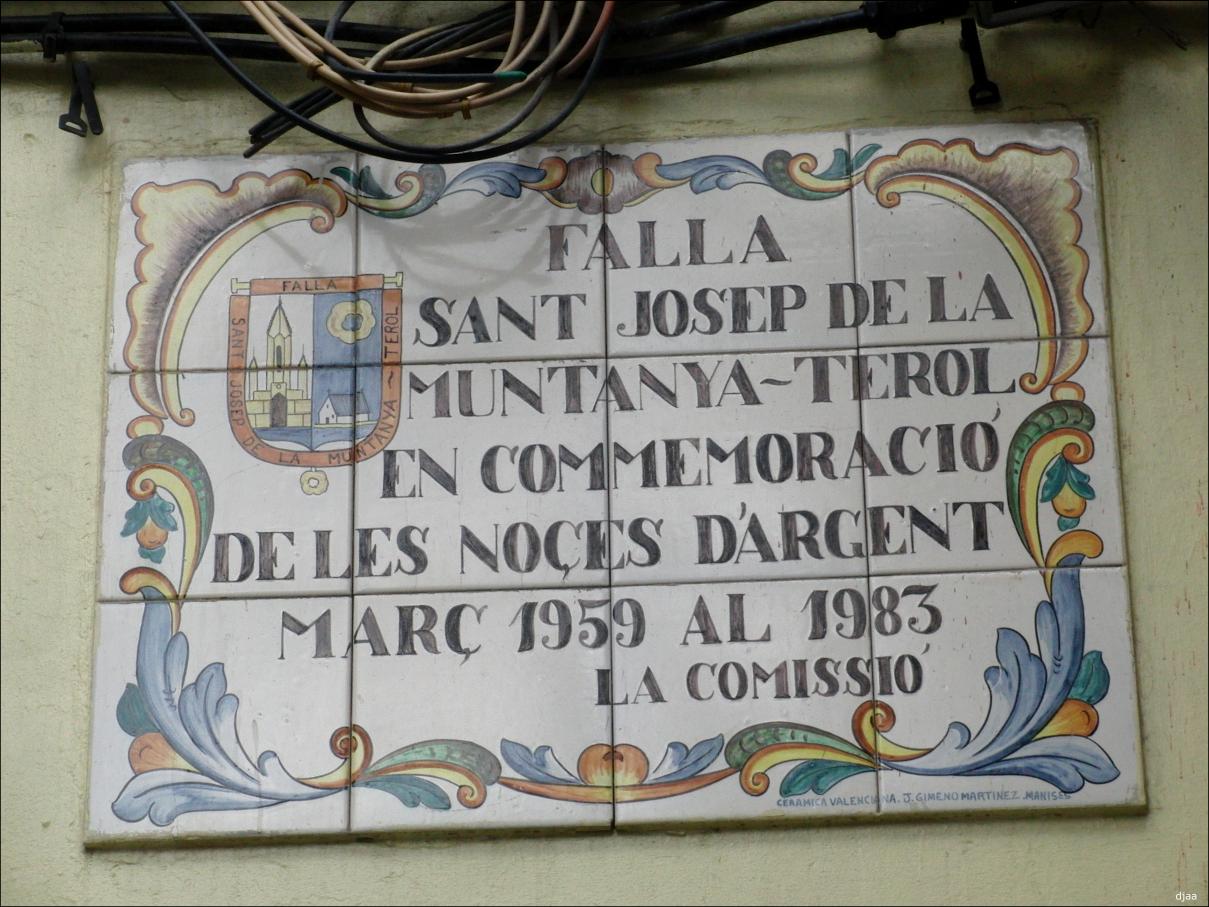 FALLA
SANT JOSEP DE LA
MUNTANYA~TEROL
EN COMMEMORACIÓ
DE LES NOÇES D'ARGENT
MARÇ 1959 AL 1983
LA COMISSIÓ
FALLA
SANT JOSEP DE LA MUNTANYA~TEROL
CERAMICA VALENCIANA. J. GIMENO MARTINEZ. MANISES
djaa